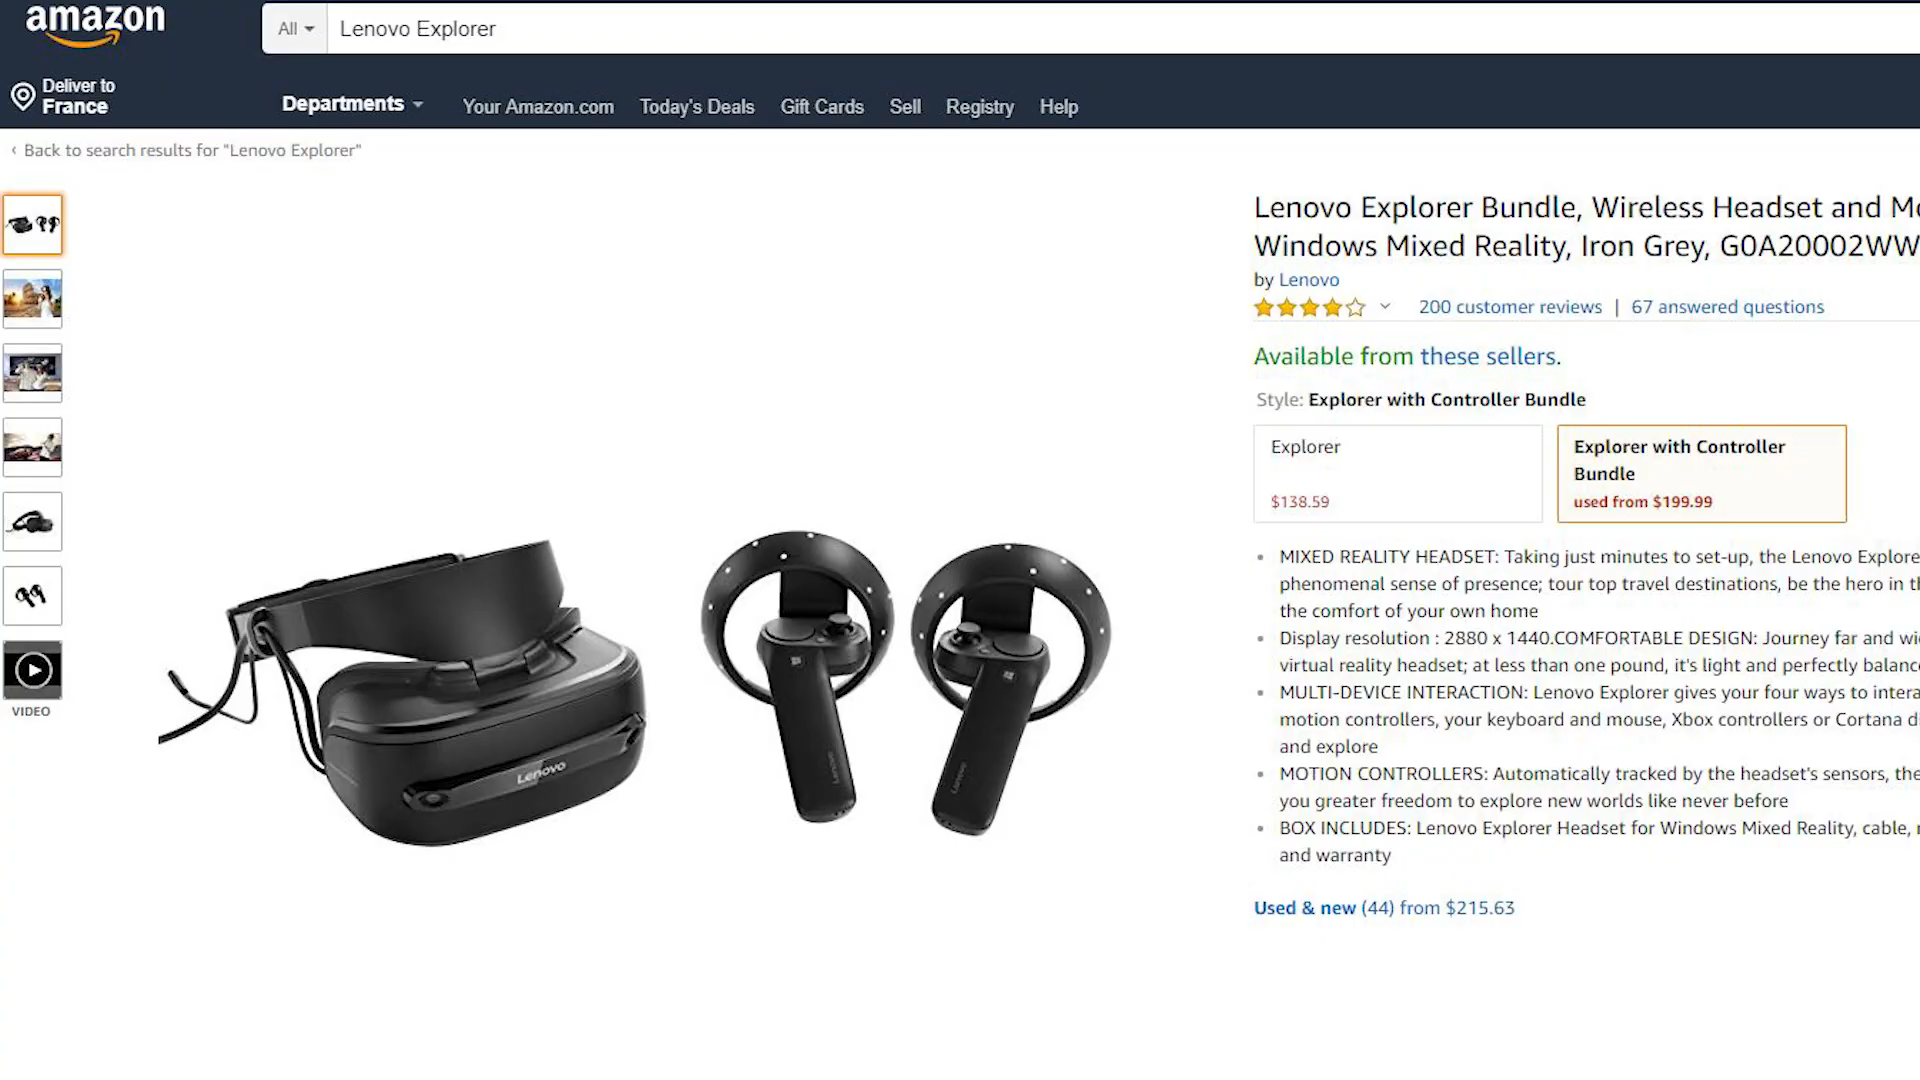 amazon
All
Lenovo Explorer
Deliver to
France
Departments
Your Amazon.com
Today's Deals
Gift Cards
Sell
Registry
Help
‹ Back to search results for "Lenovo Explorer"
VIDEO
Lenovo
Lenovo
Lenovo
Lenovo Explorer Bundle, Wireless Headset and
Windows Mixed Reality, Iron Grey, G0A20002WW
by Lenovo
200 customer reviews | 67 answered questions
Available from these sellers.
Style: Explorer with Controller Bundle
Explorer
$138.59
Explorer with Controller
Bundle
used from $199.99
• MIXED REALITY HEADSET: Taking just minutes to set-up, the Lenovo Explore
phenomenal sense of presence; tour top travel destinations, be the hero in
the comfort of your own home
• Display resolution : 2880 x 1440.COMFORTABLE DESIGN: Journey far and
virtual reality headset; at less than one pound, it's light and perfectly balanc
• MULTI-DEVICE INTERACTION: Lenovo Explorer gives your four ways to
motion controllers, your keyboard and mouse, Xbox controllers or Cortana
and explore
• MOTION CONTROLLERS: Automatically tracked by the headset's sensors,
you greater freedom to explore new worlds like never before
• BOX INCLUDES: Lenovo Explorer Headset for Windows Mixed Reality, cable,
and warranty
Used & new (44) from $215.63